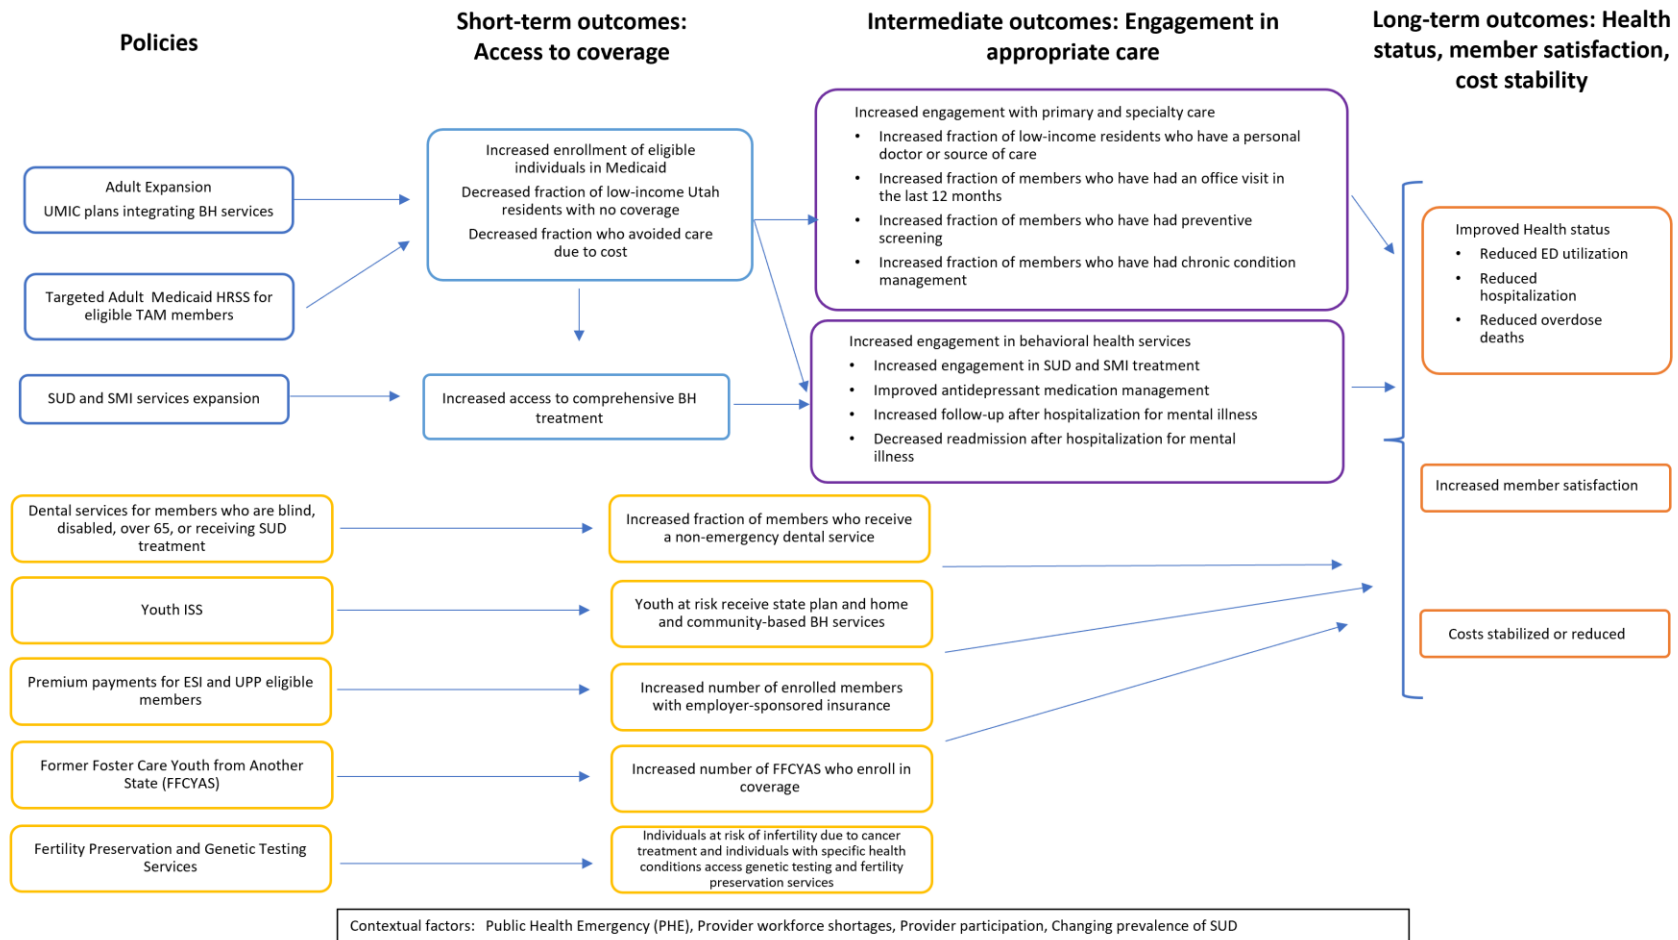 Policies
Short-term outcomes:
Access to coverage
Intermediate outcomes: Engagement in
appropriate care
Long-term outcomes: Health
status, member satisfaction,
cost stability
Adult Expansion
UMIC plans integrating BH services
Targeted Adult Medicaid HRSS for
eligible TAM members
SUD and SMI services expansion
Increased enrollment of eligible
individuals in Medicaid
Decreased fraction of low-income Utah
residents with no coverage
Decreased fraction who avoided care
due to cost
Increased access to comprehensive BH
treatment
Increased engagement with primary and specialty care
• Increased fraction of low-income residents who have a personal
doctor or source of care
• Increased fraction of members who have had an office visit in
the last 12 months
• Increased fraction of members who have had preventive
screening
• Increased fraction of members who have had chronic condition
management
Increased engagement in behavioral health services
• Increased engagement in SUD and SMI treatment
• Improved antidepressant medication management
• Increased follow-up after hospitalization for mental illness
• Decreased readmission after hospitalization for mental
illness
Improved Health status
• Reduced ED utilization
• Reduced
hospitalization
• Reduced overdose
deaths
Increased member satisfaction
Costs stabilized or reduced
Dental services for members who are blind,
disabled, over 65, or receiving SUD
treatment
Increased fraction of members who receive
a non-emergency dental service
Youth ISS
Youth at risk receive state plan and home
and community-based BH services
Premium payments for ESI and UPP eligible
members
Increased number of enrolled members
with employer-sponsored insurance
Former Foster Care Youth from Another
State (FFCYAS)
Increased number of FFCYAS who enroll in
coverage
Fertility Preservation and Genetic Testing
Services
Individuals at risk of infertility due to cancer
treatment and individuals with specific health
conditions access genetic testing and fertility
preservation services
Contextual factors: Public Health Emergency (PHE), Provider workforce shortages, Provider participation, Changing prevalence of SUD